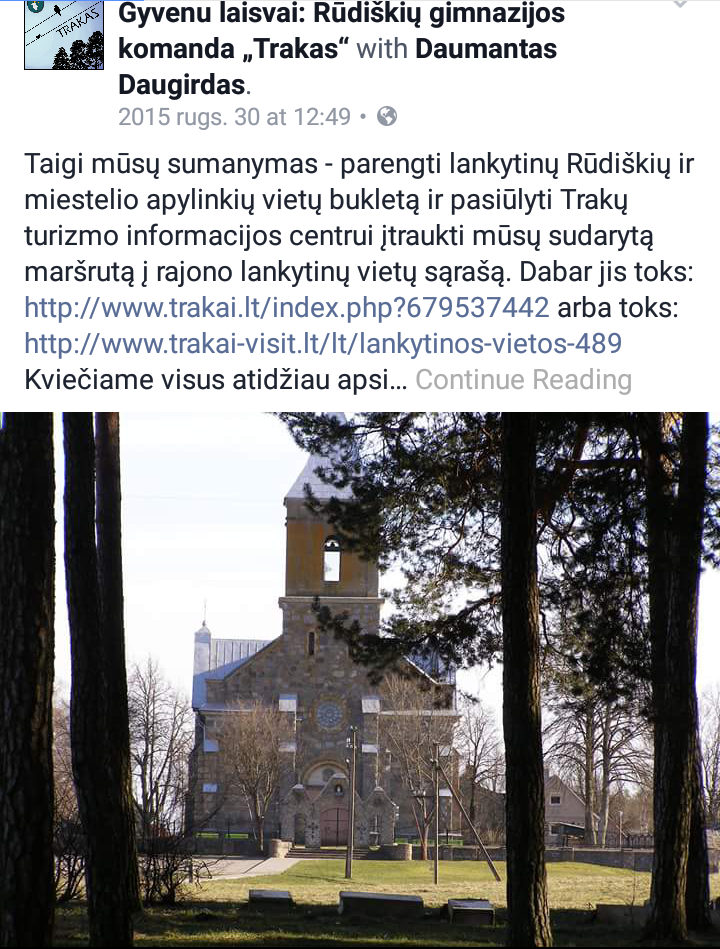 TRAKAS
Gyvenu laisvai: Rūdiškių gimnazijos
komanda „Trakas“ with Daumantas
Daugirdas.
2015 rugs. 30 at 12:49 •
Taigi mūsų sumanymas - parengti lankytinų Rūdiškių ir
miestelio apylinkių vietų bukletą ir pasiūlyti Trakų
turizmo informacijos centrui įtraukti mūsų sudarytą
maršrutą į rajono lankytinų vietų sąrašą. Dabar jis toks:
http://www.trakai.lt/index.php?679537442 arba toks:
http://www.trakai-visit.lt/lt/lankytinos-vietos-489
Kviečiame visus atidžiau apsi... Continue Reading